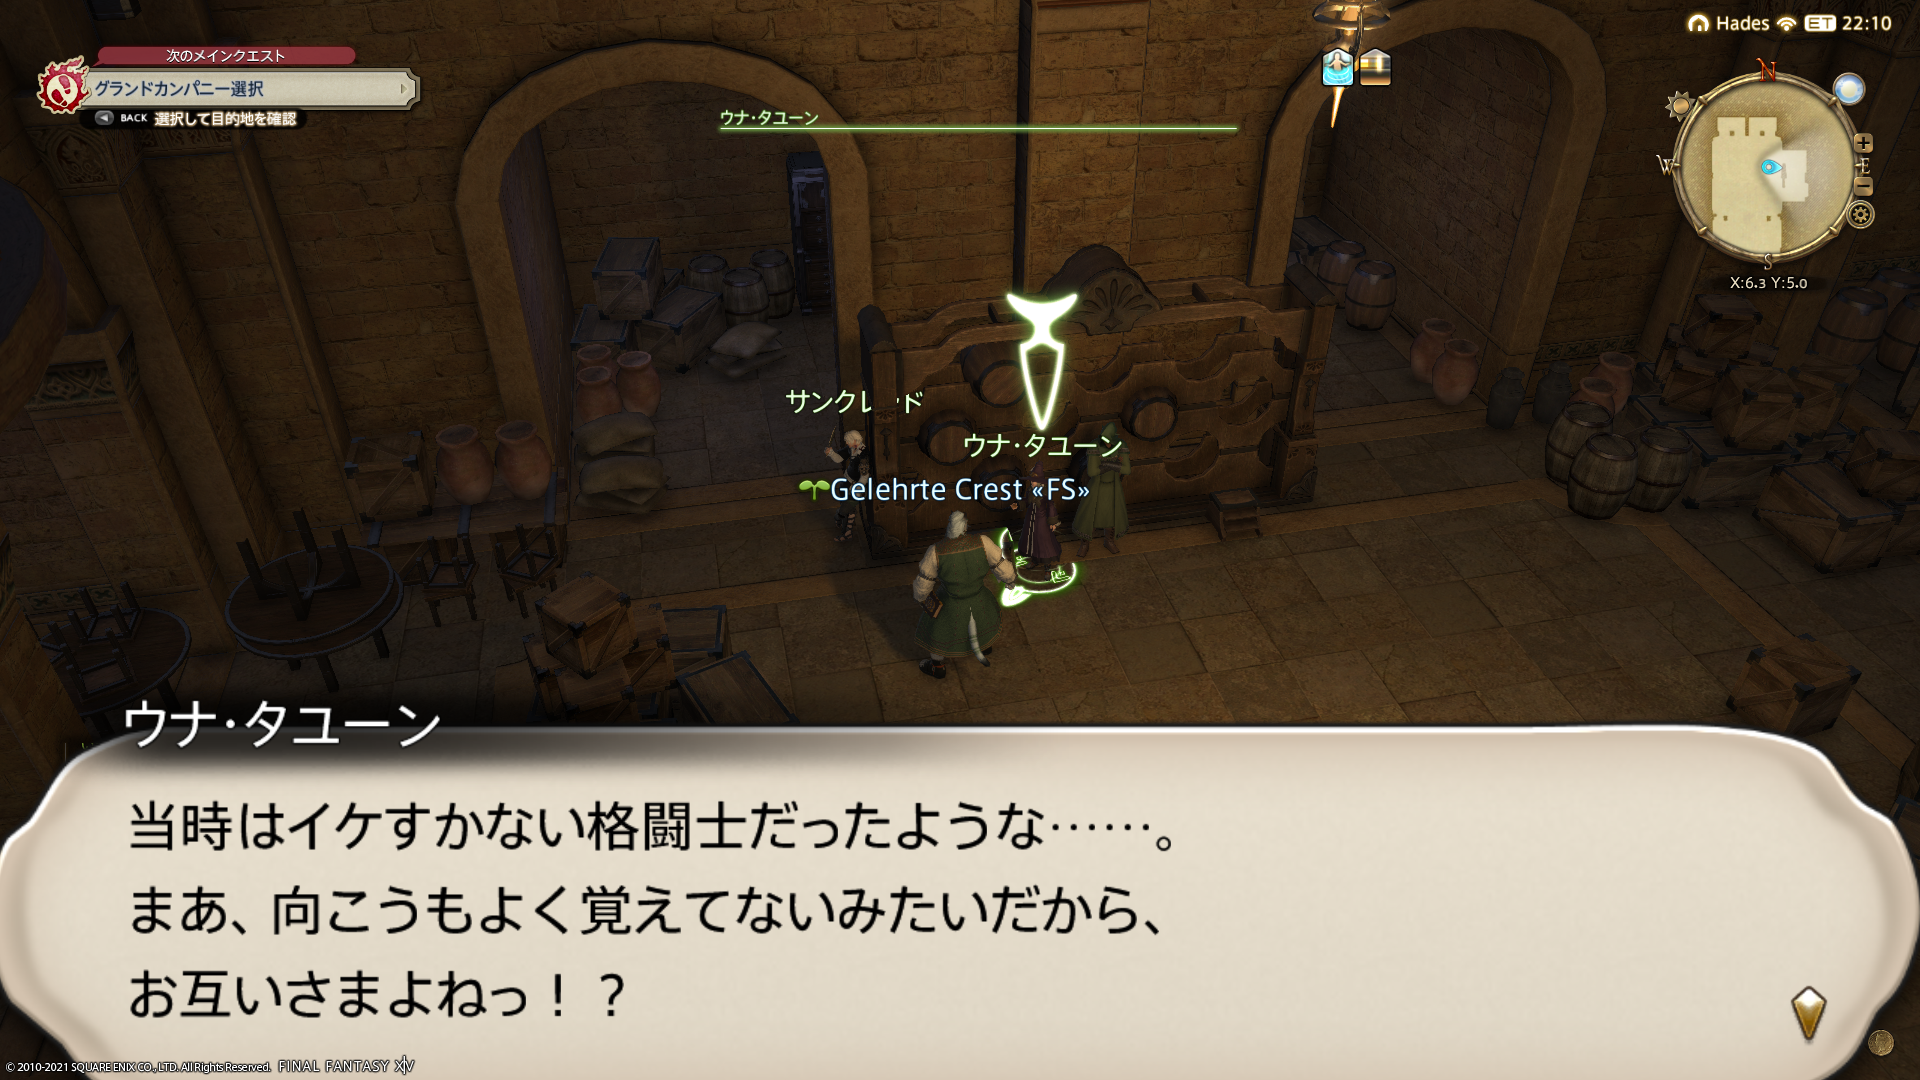 次のメインクエスト
グランドカンパニー選択
BACK 選択して目的地を確認
ウナ・タユーン
Hades ET 22:10
N
W
E
S
X:6.3 Y:5.0
サンクレッド
ウナ・タユーン
Gelehrte Crest «FS»
ウナ・タユーン
当時はイケすかない格闘士だったような……。
まあ、向こうもよく覚えてないみたいだから、
お互いさまよねっ！？
© 2010-2021 SQUARE ENIX CO., LTD. All Rights Reserved. FINAL FANTASY XIV